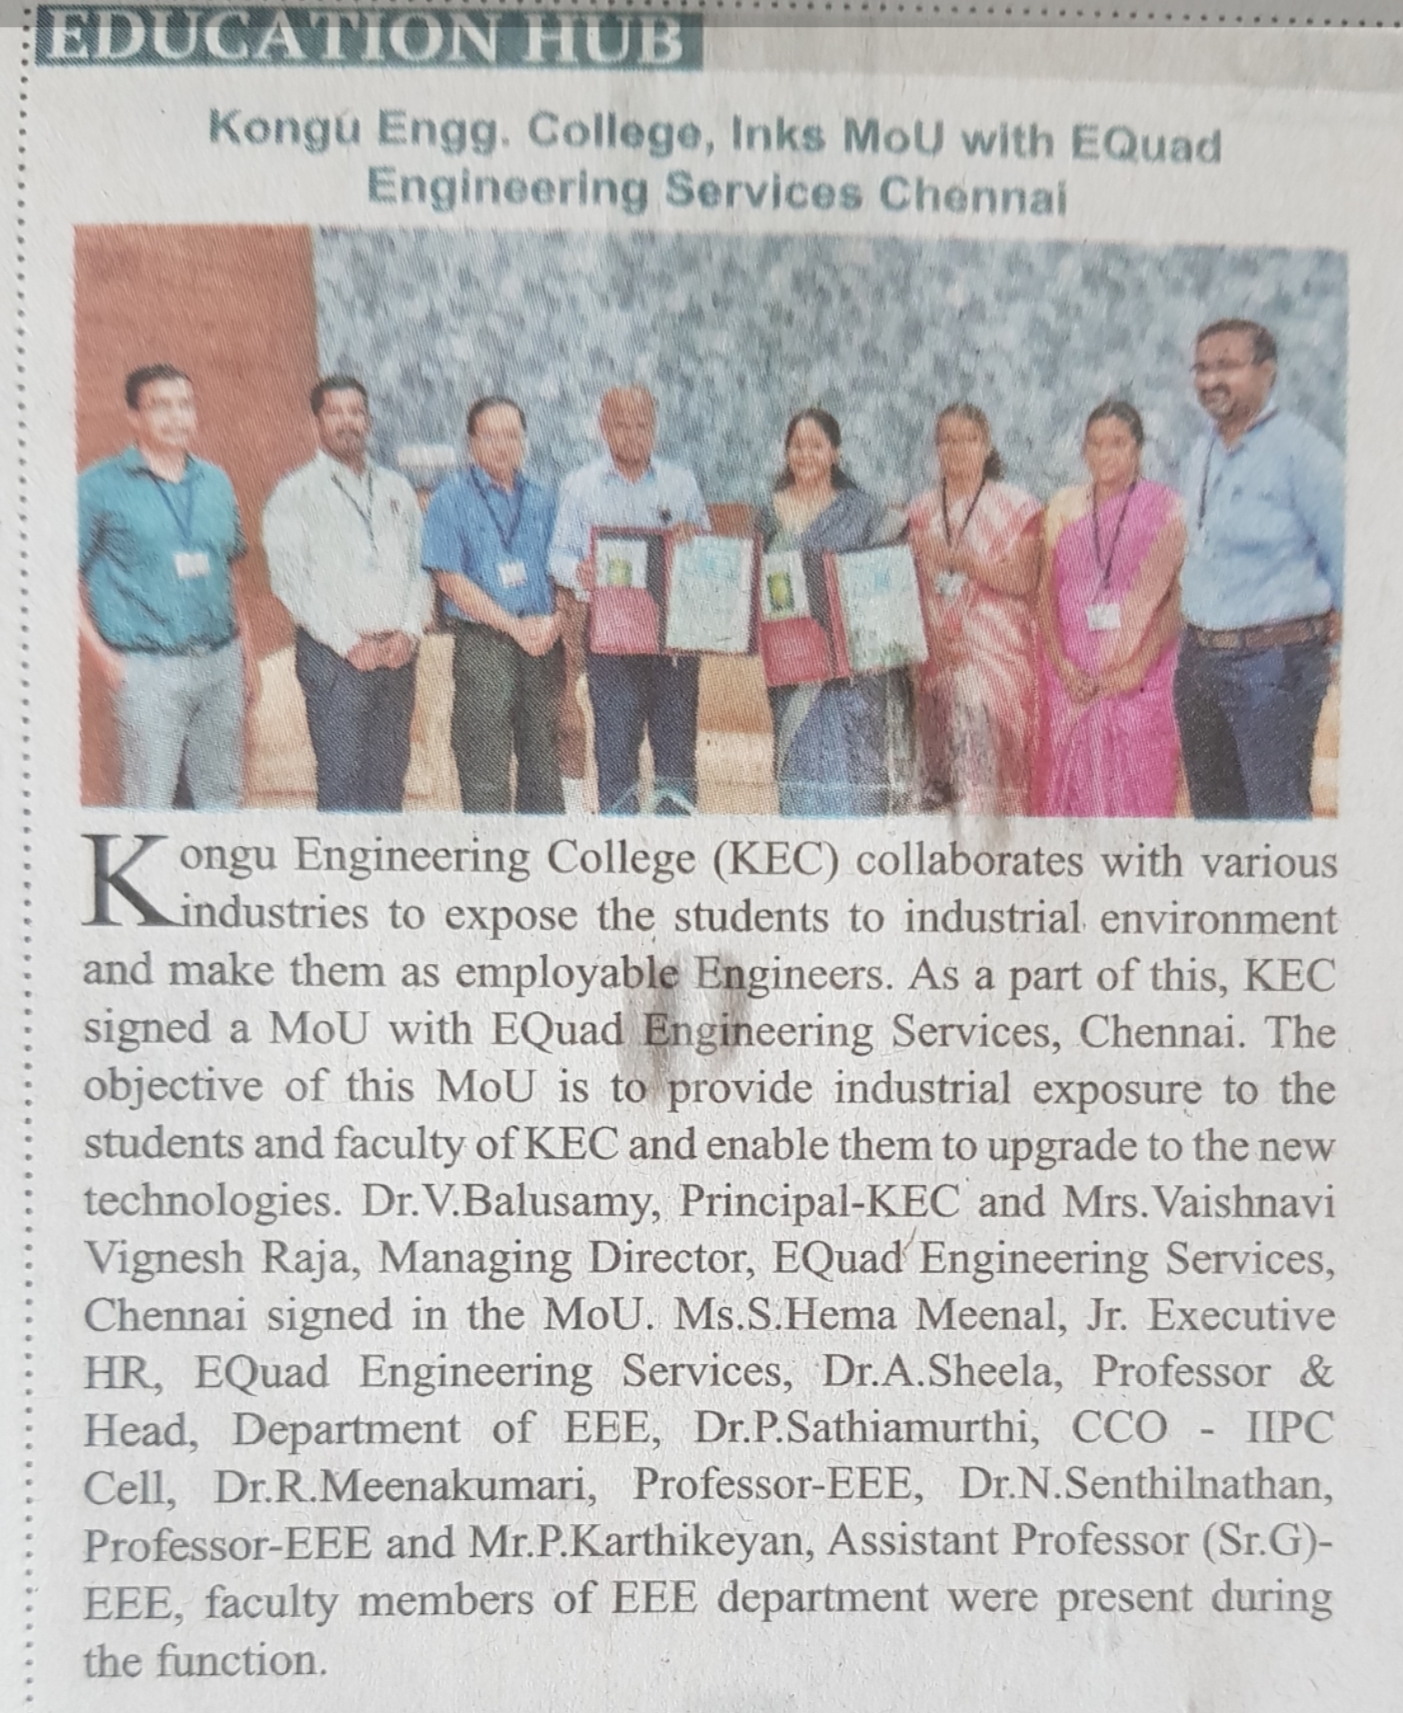 EDUCATION HUB
Kongu Engg. College, Inks MoU with EQuad
Engineering Services Chennai
Kongu Engineering College (KEC) collaborates with various
industries to expose the students to industrial environment
and make them as employable Engineers. As a part of this, KEC
signed a MoU with EQuad Engineering Services, Chennai. The
objective of this MoU is to provide industrial exposure to the
students and faculty of KEC and enable them to upgrade to the new
technologies. Dr.V.Balusamy, Principal-KEC and Mrs.Vaishnavi
Vignesh Raja, Managing Director, EQuad Engineering Services,
Chennai signed in the MoU. Ms.S.Hema Meenal, Jr. Executive
HR, EQuad Engineering Services, Dr.A.Sheela, Professor &
Head, Department of EEE, Dr.P.Sathiamurthi, CCO - IIPC
Cell, Dr.R.Meenakumari, Professor-EEE, Dr.N.Senthilnathan,
Professor-EEE and Mr.P.Karthikeyan, Assistant Professor (Sr.G)-
EEE, faculty members of EEE department were present during
the function.